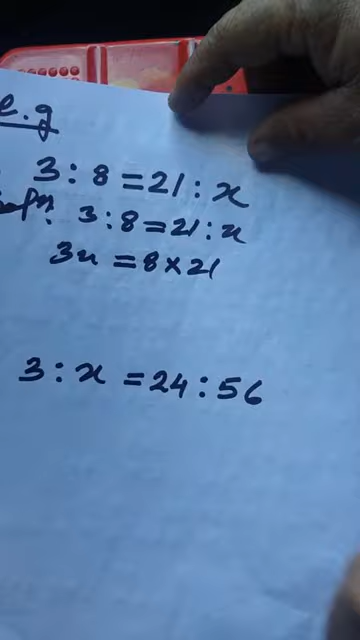 e.g
3 : 8 = 21 : x
3 : 8 = 21 : x
3x = 8 × 21
3 : x = 24 : 56